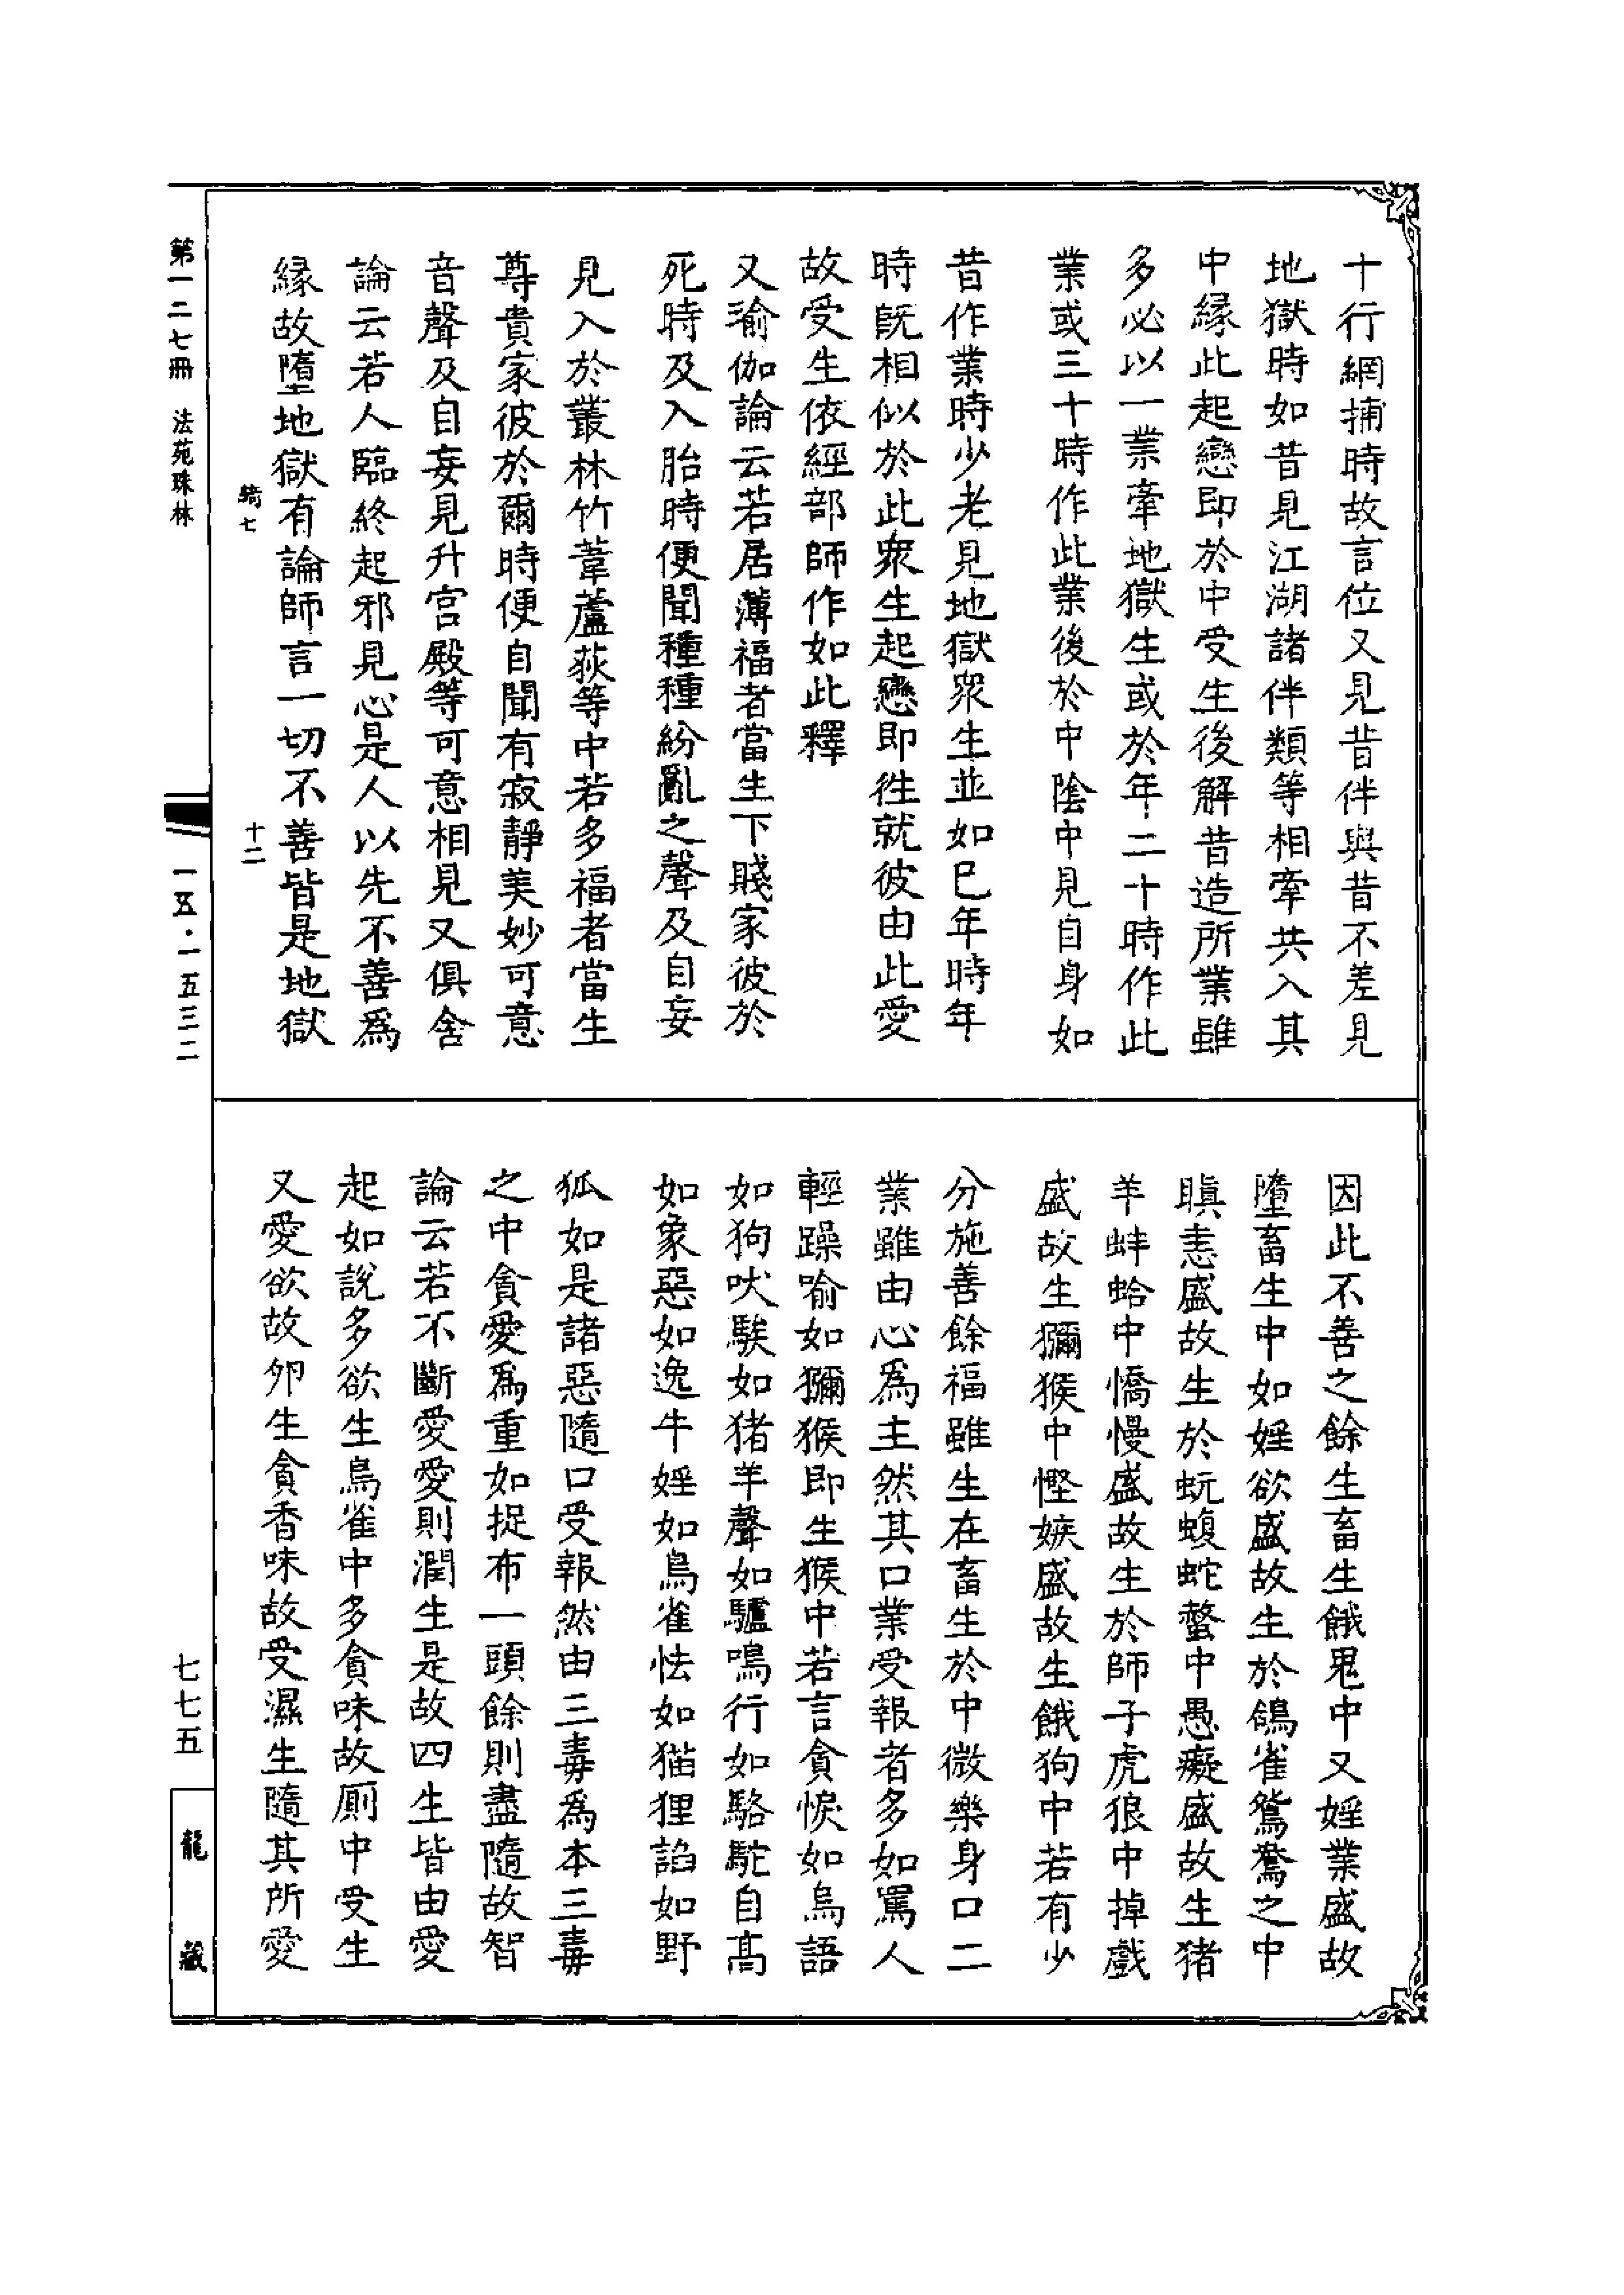 十行網捕時故言位又見昔伴與昔不差見
地獄時如昔見江湖諸伴類等相牽共入其
中緣此起戀即於中受生後解昔造所業雖
多必以一業牽地獄生或於年二十時作此
業或三十時作此業後於中陰中見自身如
昔作業時少老見地獄衆生並如已年時年
時既相似於此衆生起戀即往就彼由此愛
故受生依經部師作如此釋
又瑜伽論云若居薄福者當生下賤家彼於
死時及入胎時便聞種種紛亂之聲及自妄
見入於叢林竹葦蘆荻等中若多福者當生
尊貴家彼於爾時便自聞有寂靜美妙可意
音聲及自妄見升宮殿等可意相見又俱舍
論云若人臨終起邪見心是人以先不善爲
緣故墮地獄有論師言一切不善皆是地獄
因此不善之餘生畜生餓鬼中又婬業盛故
墮畜生中如婬欲盛故生於鴿雀鴛鴦之中
瞋恚盛故生於蚖蝮蛇螫中愚癡盛故生猪
羊蚌蛤中憍慢盛故生於師子虎狼中掉戲
盛故生獼猴中慳嫉盛故生餓狗中若有少
分施善餘福雖生在畜生於中微樂身口二
業雖由心爲主然其口業受報者多如罵人
輕躁喻如獼猴即生猴中若言貪悷如烏語
如狗吠騃如猪羊聲如驢鳴行如駱駝自高
如象惡如逸牛婬如鳥雀怯如猫狸諂如野
狐如是諸惡隨口受報然由三毒爲本三毒
之中貪愛爲重如捉布一頭餘則盡隨故智
論云若不斷愛愛則潤生是故四生皆由愛
起如說多欲生鳥雀中多貪味故廁中受生
又愛欲故卵生貪香味故受濕生隨其所愛
騎七
十二
第一二七冊 法苑珠林
一五·一五三二
七七五
龍藏